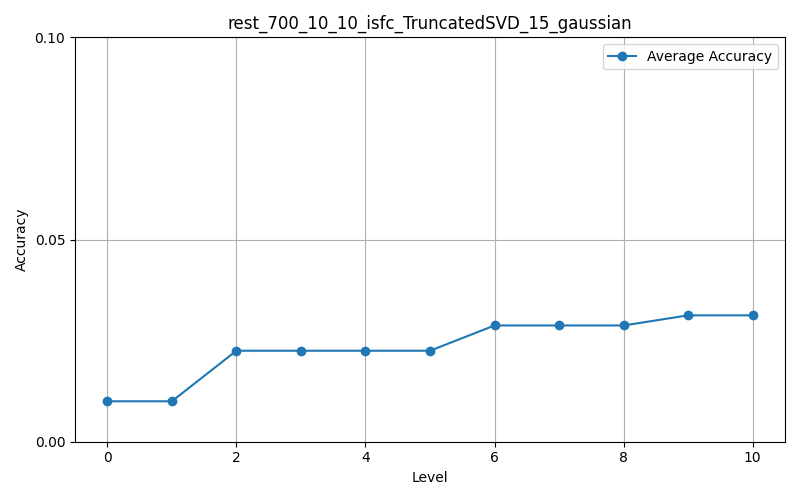 rest_700_10_10_isfc_TruncatedSVD_15_gaussian
Average Accuracy
0.10
0.05
0.00
Accuracy
0 2 4 6 8 10
Level